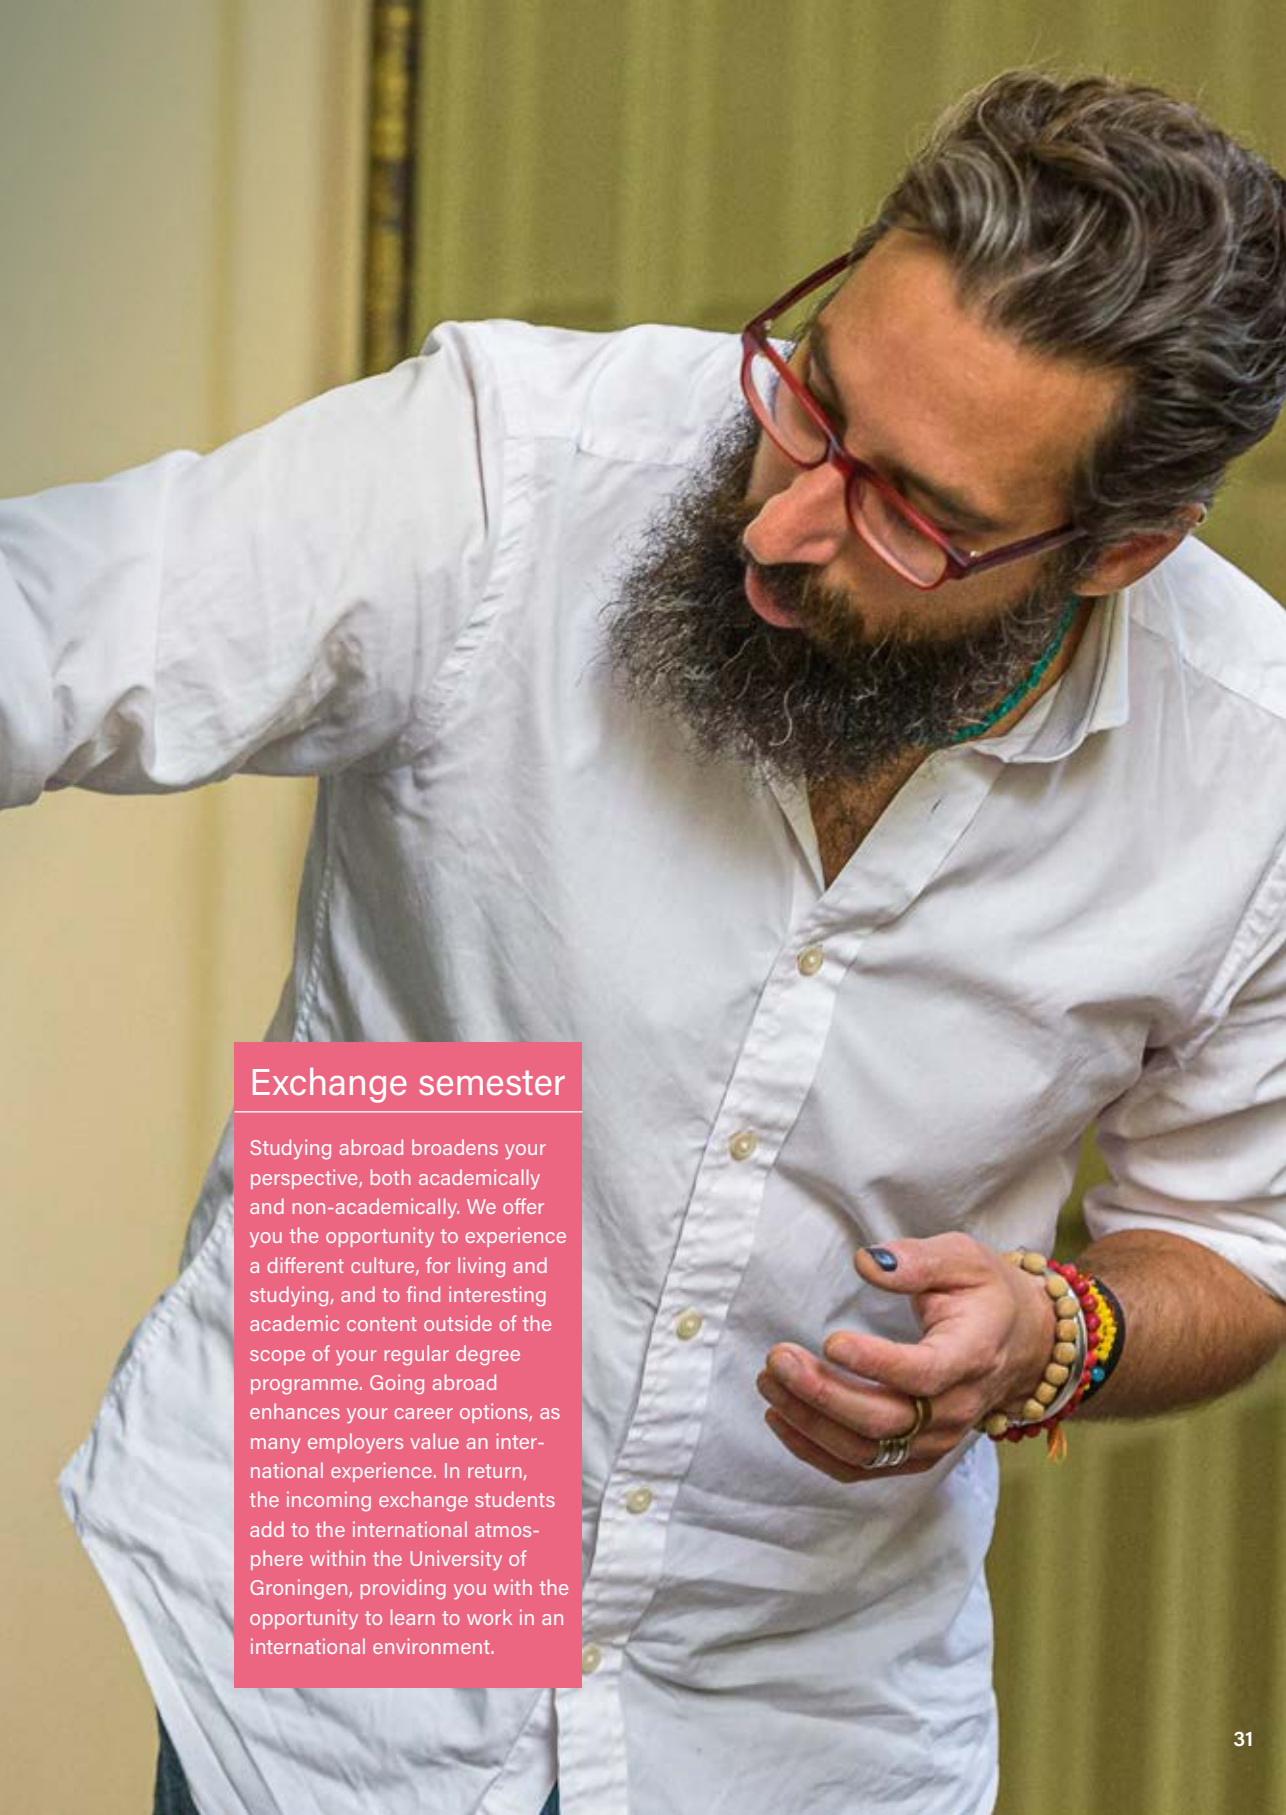 Exchange semester
Studying abroad broadens your
perspective, both academically
and non-academically. We offer
you the opportunity to experience
a different culture, for living and
studying, and to find interesting
academic content outside of the
scope of your regular degree
programme. Going abroad
enhances your career options, as
many employers value an inter-
national experience. In return,
the incoming exchange students
add to the international atmos-
phere within the University of
Groningen, providing you with the
opportunity to learn to work in an
international environment.
31